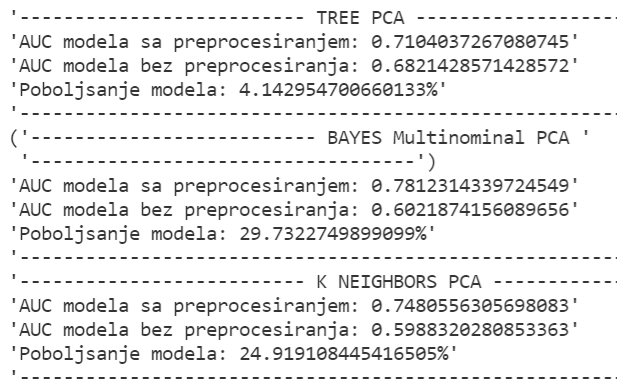 '-------------------------- TREE PCA -------------------
'AUC modela sa preprocesiranjem: 0.7104037267080745'
'AUC modela bez preprocesiranja: 0.6821428571428572'
'Poboljsanje modela: 4.142954700660133%'
'-------------------------------------------------------
('-------------------------- BAYES Multinominal PCA '
'-----------------------------------')
'AUC modela sa preprocesiranjem: 0.7812314339724549'
'AUC modela bez preprocesiranja: 0.6021874156089656'
'Poboljsanje modela: 29.7322749899099%'
'-------------------------------------------------------
'-------------------------- K NEIGHBORS PCA ------------
'AUC modela sa preprocesiranjem: 0.7480556305698083'
'AUC modela bez preprocesiranja: 0.5988320280853363'
'Poboljsanje modela: 24.919108445416505%'
'-------------------------------------------------------